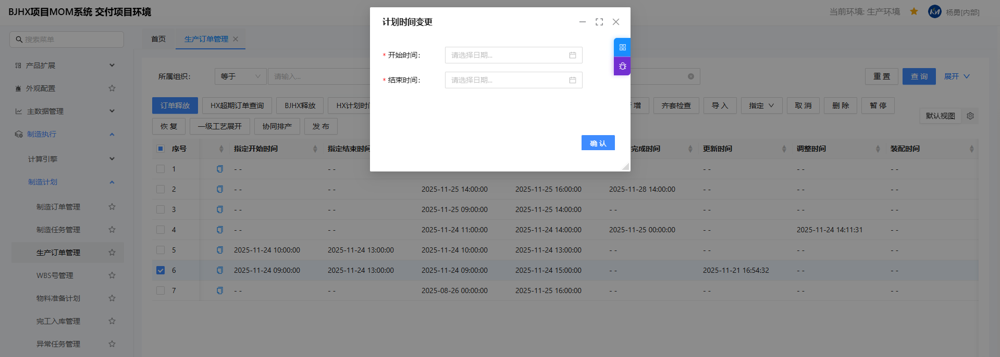 BJHX项目MOM系统 交付项目环境
当前环境: 生产环境
杨勇[内部]
搜索菜单
首页
生产订单管理
产品扩展
外观配置
主数据管理
制造执行
计算引擎
制造计划
制造订单管理
制造任务管理
生产订单管理
WBS号管理
物料准备计划
完工入库管理
异常任务管理
计划时间变更
* 开始时间:
请选择日期...
* 结束时间:
请选择日期...
确 认
所属组织:
等于
请输入...
重 置
查 询
展开
订单释放 HX超期订单查询 BJHX释放 HX计划时 增 齐套检查 导 入 指定 取 消 删 除 暂 停
恢 复 一级工艺展开 协同排产 发 布
默认视图
序号 指定开始时间 指定结束时间 完成时间 更新时间 调整时间 装配时间
1 - - - - - - - - - -
2 - - - - 2025-11-25 14:00:00 2025-11-25 16:00:00 2025-11-28 14:00:00 - - - - - -
3 - - - - 2025-11-25 09:00:00 2025-11-25 14:00:00 - - - - - - - -
4 - - - - 2025-11-24 11:00:00 2025-11-24 14:00:00 2025-11-25 00:00:00 - - 2025-11-24 14:11:31 - -
5 2025-11-24 10:00:00 2025-11-24 13:00:00 2025-11-24 10:00:00 2025-11-24 13:00:00 - - - - - - - -
6 2025-11-24 09:00:00 2025-11-24 13:00:00 2025-11-24 09:00:00 2025-11-24 15:00:00 - - 2025-11-21 16:54:32 - - - -
7 - - - - 2025-08-26 00:00:00 2025-11-25 16:00:00 - - - - - - - -